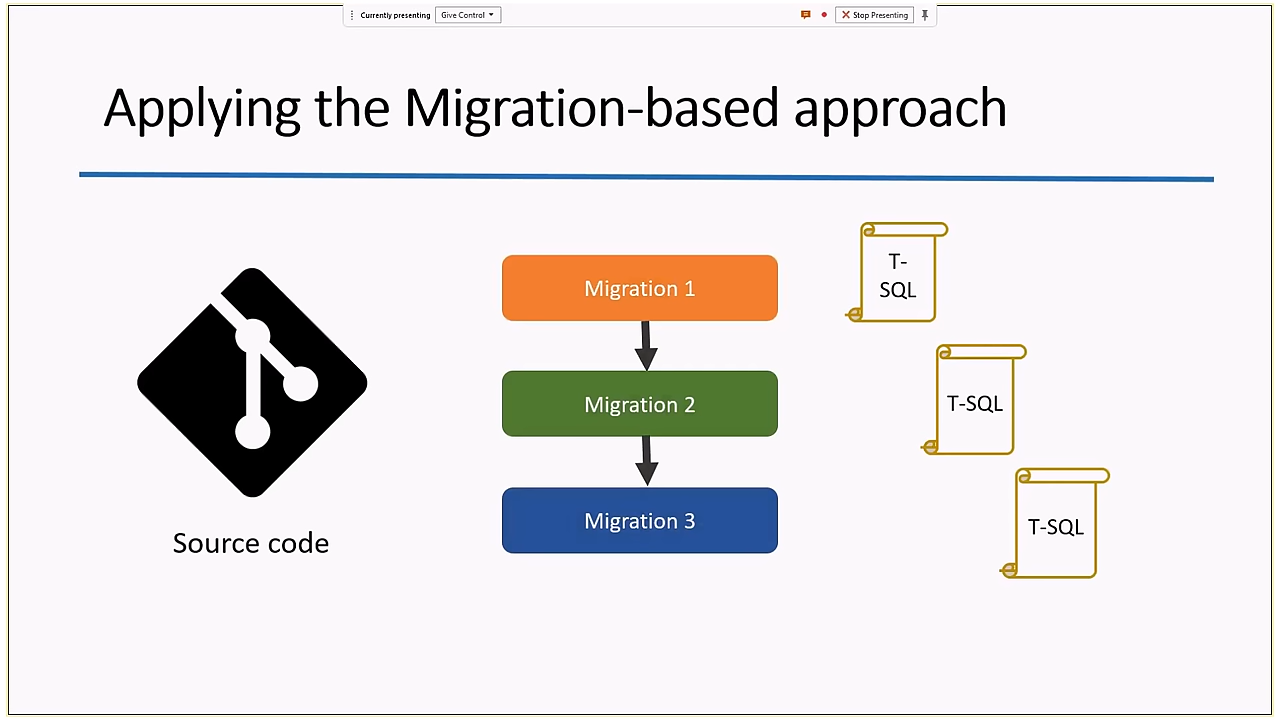 Currently presenting Give Control Stop Presenting
Applying the Migration-based approach
Migration 1
T-
SQL
Migration 2
T-SQL
Migration 3
T-SQL
Source code